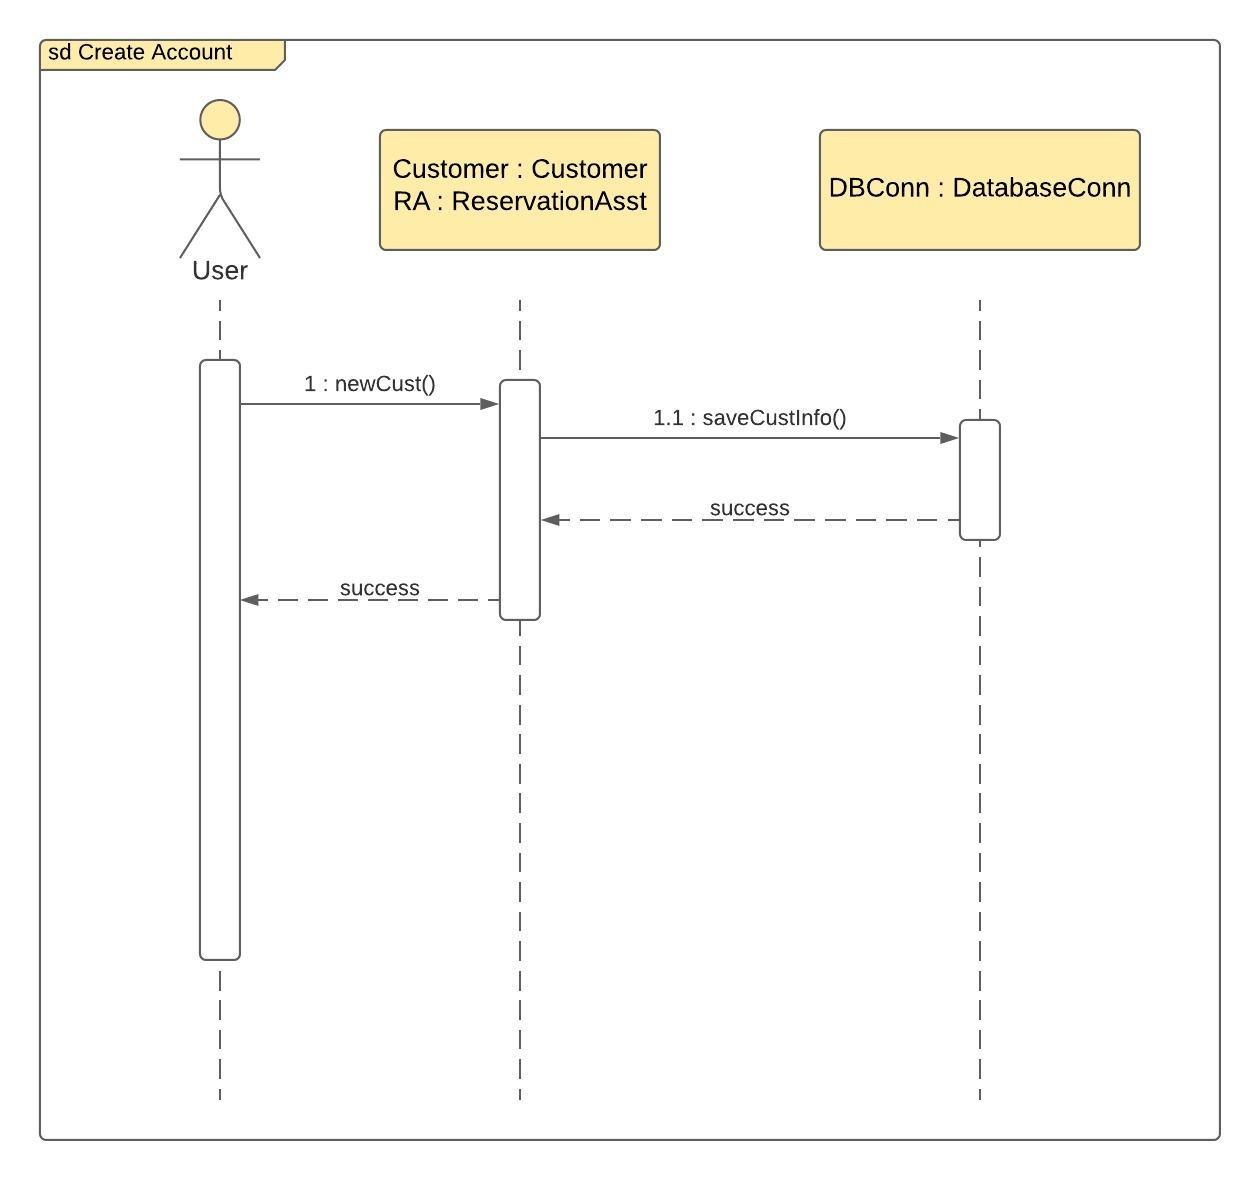 sd Create Account
User
Customer : Customer
RA : ReservationAsst
DBConn : DatabaseConn
1 : newCust()
1.1 : saveCustInfo()
success
success